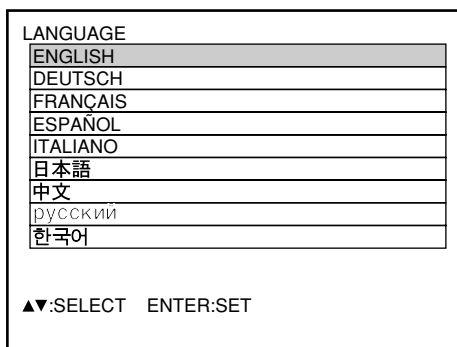 LANGUAGE
ENGLISH
DEUTSCH
FRANÇAIS
ESPAÑOL
ITALIANO
日本語
中文
русский
한국어
▲▼:SELECT ENTER:SET